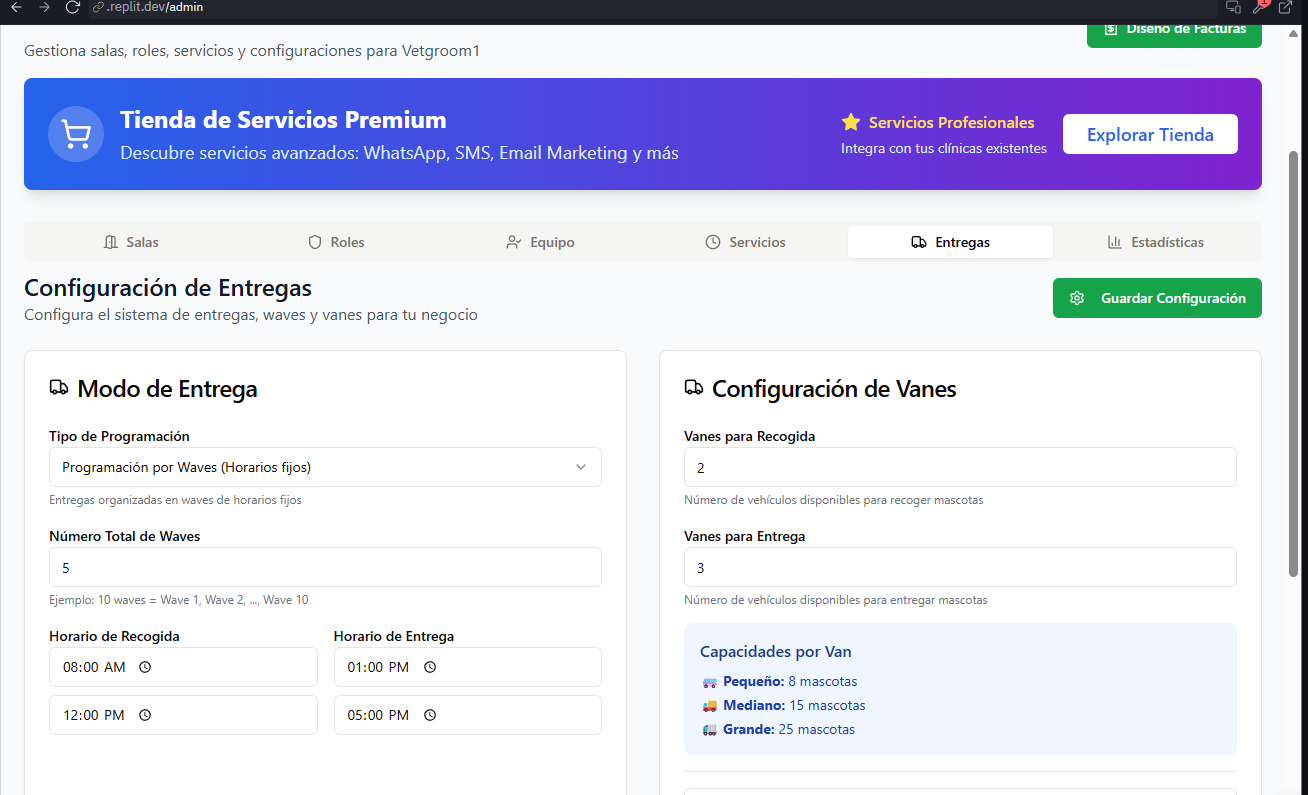 .replit.dev/admin
Diseño de Facturas
Gestiona salas, roles, servicios y configuraciones para Vetgroom1
Tienda de Servicios Premium
Descubre servicios avanzados: WhatsApp, SMS, Email Marketing y más
Servicios Profesionales
Integra con tus clínicas existentes
Explorar Tienda
Salas
Roles
Equipo
Servicios
Entregas
Estadísticas
Configuración de Entregas
Configura el sistema de entregas, waves y vanes para tu negocio
Guardar Configuración
Modo de Entrega
Tipo de Programación
Programación por Waves (Horarios fijos)
Entregas organizadas en waves de horarios fijos
Número Total de Waves
5
Ejemplo: 10 waves = Wave 1, Wave 2, ..., Wave 10
Horario de Recogida
Horario de Entrega
08:00 AM
01:00 PM
12:00 PM
05:00 PM
Configuración de Vanes
Vanes para Recogida
2
Número de vehículos disponibles para recoger mascotas
Vanes para Entrega
3
Número de vehículos disponibles para entregar mascotas
Capacidades por Van
Pequeño: 8 mascotas
Mediano: 15 mascotas
Grande: 25 mascotas